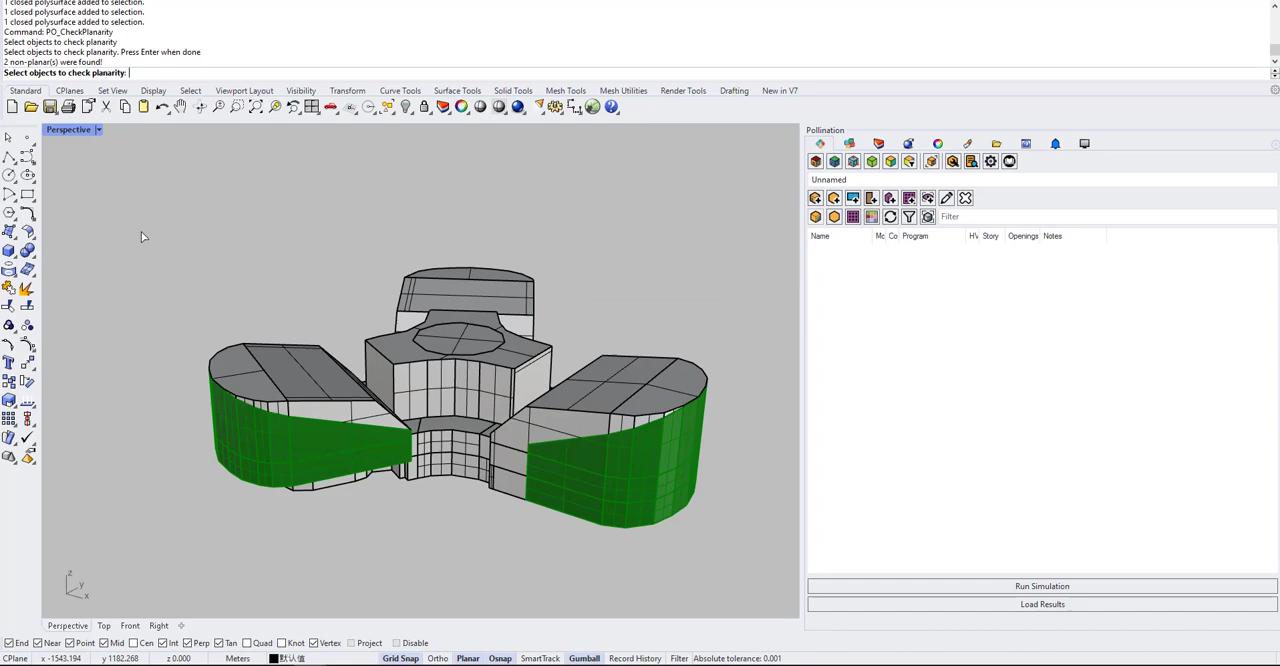 1 closed polysurface added to selection.
1 closed polysurface added to selection.
1 closed polysurface added to selection.
Command: PO_CheckPlanarity
Select objects to check planarity
Select objects to check planarity. Press Enter when done
2 non-planar(s) were found!
Select objects to check planarity:
Standard CPlanes Set View Display Select Viewport Layout Visibility Transform Curve Tools Surface Tools Solid Tools Mesh Tools Mesh Utilities Render Tools Drafting New in V7
Perspective
Pollination
Unnamed
Filter
Name Mc Co Program HV Story Openings Notes
z
y
x
Run Simulation
Load Results
Perspective Top Front Right
End Near Point Mid Cen Int Perp Tan Quad Knot Vertex Project Disable
CPlane x -1543.194 y 1182.268 z 0.000 Meters 默认值 Grid Snap Ortho Planar Osnap SmartTrack Gumball Record History Filter Absolute tolerance: 0.001